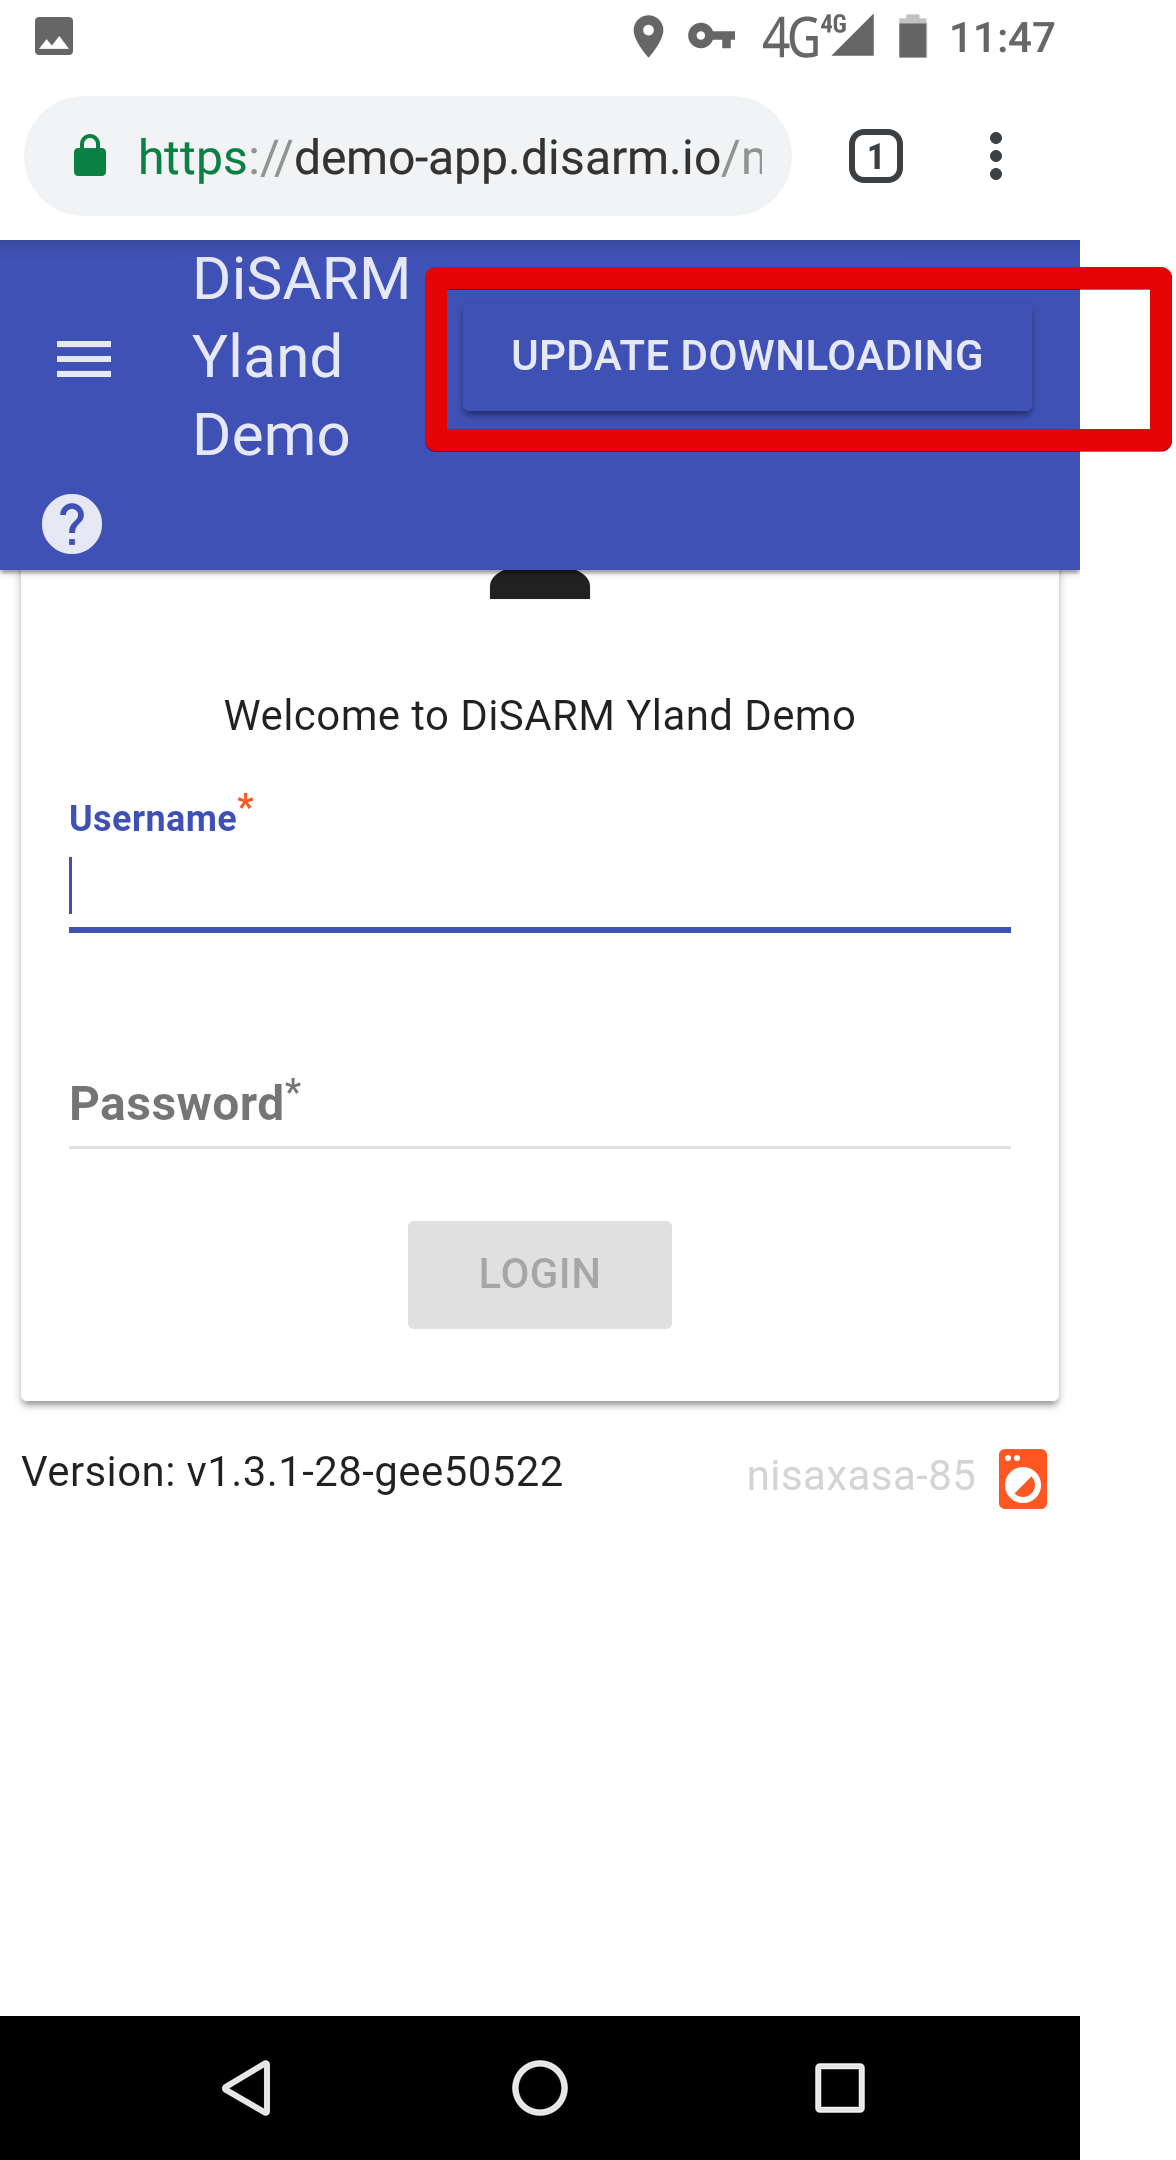 4G 4G 11:47
https://demo-app.disarm.io/n
1
DiSARM
Yland
Demo
UPDATE DOWNLOADING
?
Welcome to DiSARM Yland Demo
Username*
Password*
LOGIN
Version: v1.3.1-28-gee50522
nisaxasa-85